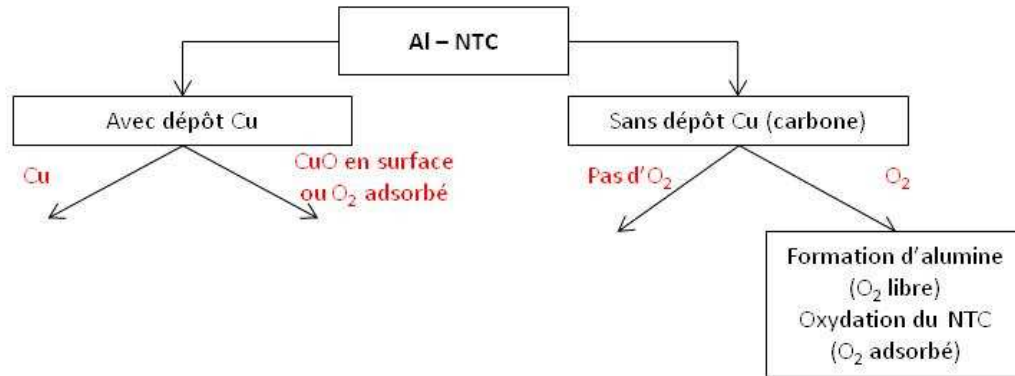 Al – NTC
Avec dépôt Cu
Sans dépôt Cu (carbone)
Cu
CuO en surface
ou O₂ adsorbé
Pas d'O₂
O₂
Formation d'alumine
(O₂ libre)
Oxydation du NTC
(O₂ adsorbé)